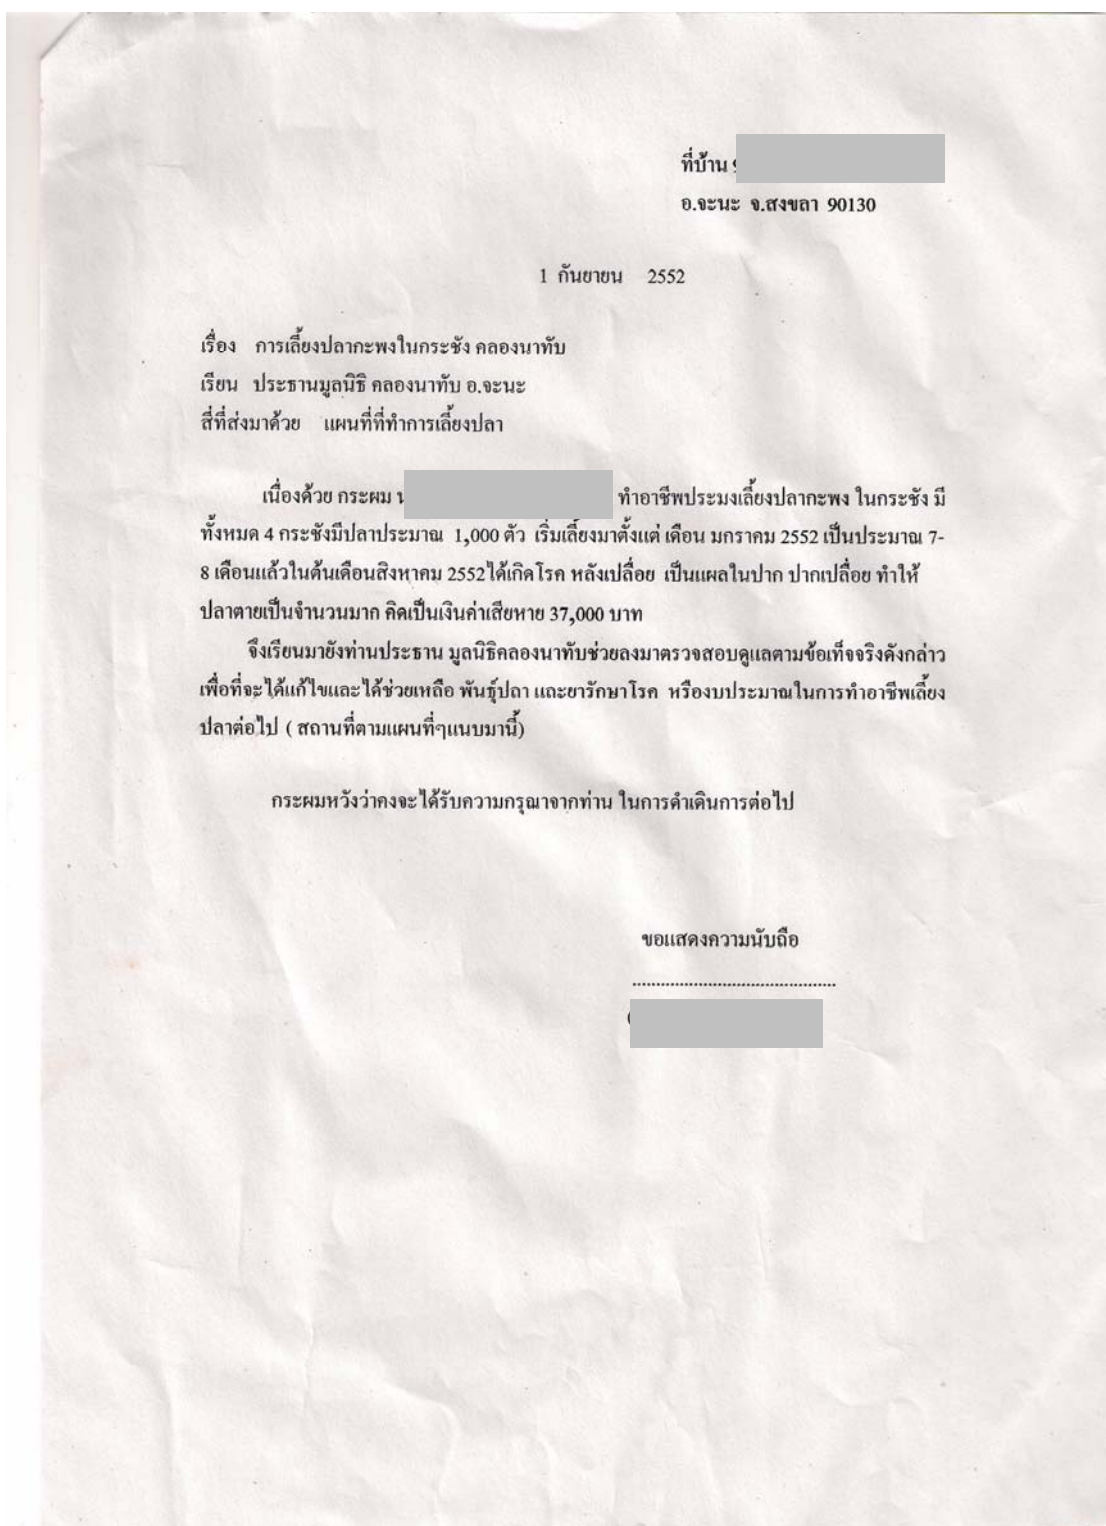 ที่บ้าน
อ.จะนะ จ.สงขลา 90130
1 กันยายน 2552
เรื่อง การเลี้ยงปลากะพงในกระชัง คลองนาทับ
เรียน ประธานมูลนิธิ คลองนาทับ อ.จะนะ
สี่ที่ส่งมาด้วย แผนที่ที่ทำการเลี้ยงปลา
เนื่องด้วย กระผม ทำอาชีพประมงเลี้ยงปลากะพง ในกระชัง มี
ทั้งหมด 4 กระชังมีปลาประมาณ 1,000 ตัว เริ่มเลี้ยงมาตั้งแต่ เดือน มกราคม 2552 เป็นประมาณ 7-
8 เดือนแล้วในต้นเดือนสิงหาคม 2552ได้เกิดโรค หลังเปลื่อย เป็นแผลในปาก ปากเปลื่อย ทำให้
ปลาตายเป็นจำนวนมาก คิดเป็นเงินค่าเสียหาย 37,000 บาท
จึงเรียนมายังท่านประธาน มูลนิธิคลองนาทับช่วยลงมาตรวจสอบดูแลตามข้อเท็จจริงดังกล่าว
เพื่อที่จะได้แก้ไขและได้ช่วยเหลือ พันธุ์ปลา และยารักษาโรค หรืองบประมาณในการทำอาชีพเลี้ยง
ปลาต่อไป ( สถานที่ตามแผนที่ๆแนบมานี้)
กระผมหวังว่าคงจะได้รับความกรุณาจากท่าน ในการดำเดินการต่อไป
ขอแสดงความนับถือ